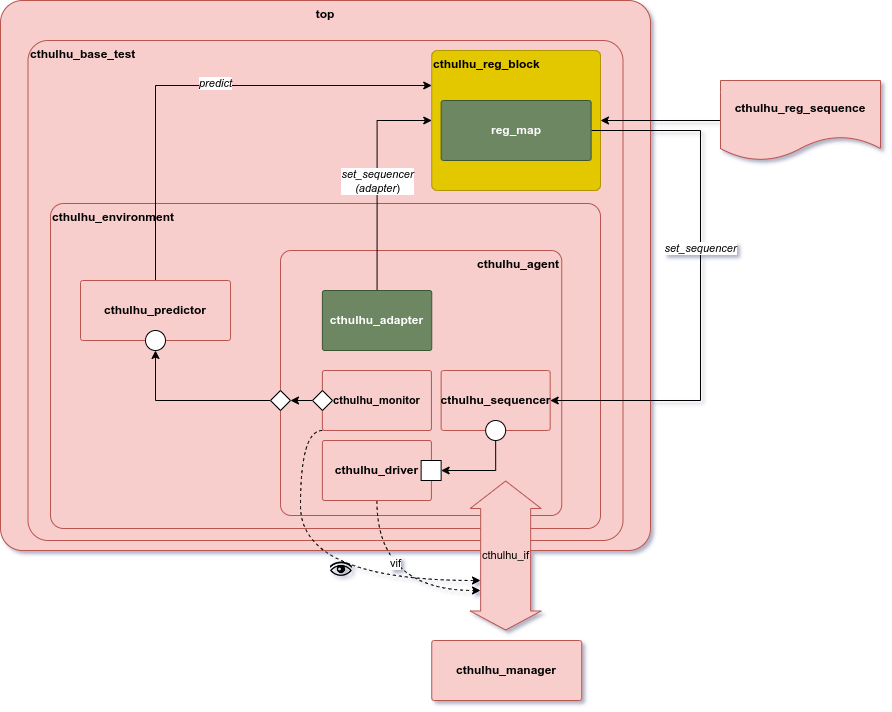 top
cthulhu_base_test
cthulhu_reg_block
predict
cthulhu_reg_sequence
reg_map
set_sequencer
(adapter)
cthulhu_environment
set_sequencer
cthulhu_agent
cthulhu_predictor
cthulhu_adapter
cthulhu_monitor
cthulhu_sequencer
cthulhu_driver
cthulhu_if
vif
cthulhu_manager